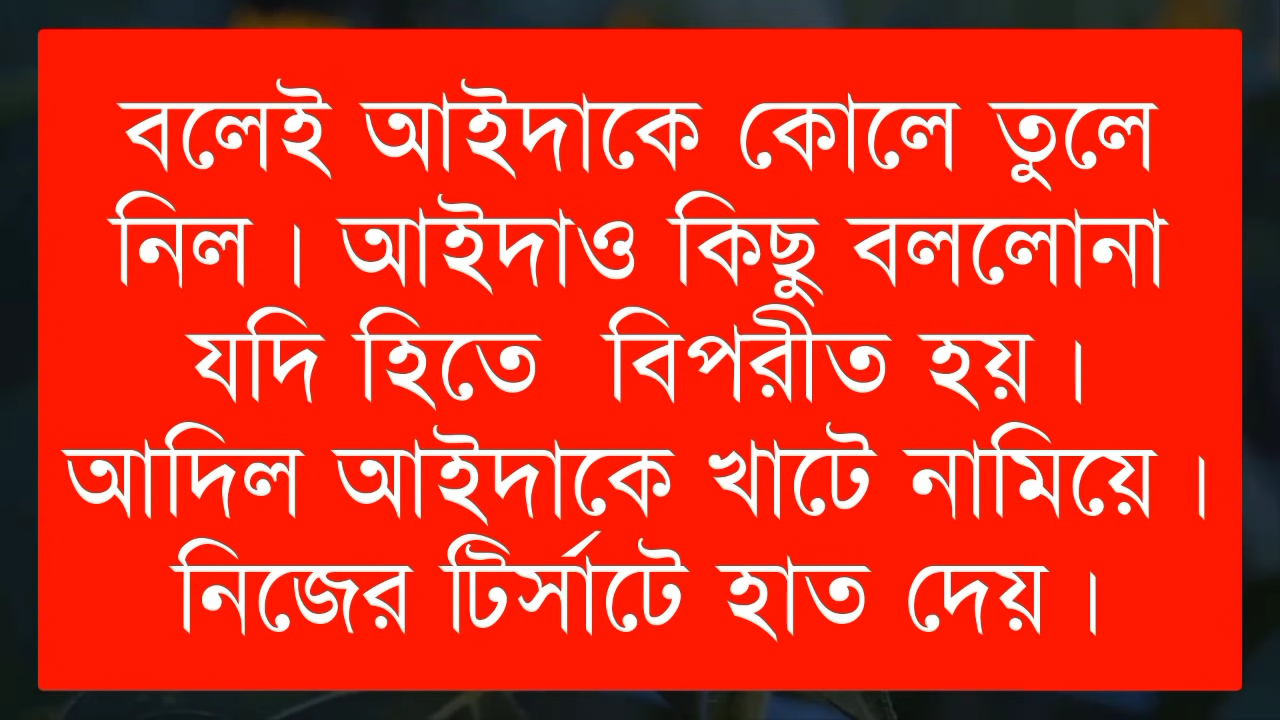 বলেই আইদাকে কোলে তুলে
নিল । আইদাও কিছু বললোনা
যদি হিতে বিপরীত হয় ।
আদিল আইদাকে খাটে নামিয়ে ।
নিজের টির্সাটে হাত দেয় ।